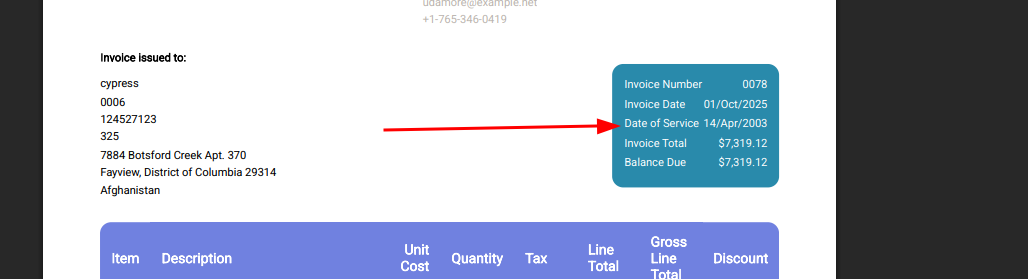 udamore@example.net
+1-765-346-0419
Invoice issued to:
cypress
0006
124527123
325
7884 Botsford Creek Apt. 370
Fayview, District of Columbia 29314
Afghanistan
Invoice Number 0078
Invoice Date 01/Oct/2025
Date of Service 14/Apr/2003
Invoice Total $7,319.12
Balance Due $7,319.12
Item Description Unit Cost Quantity Tax Line Total Gross Line Total Discount